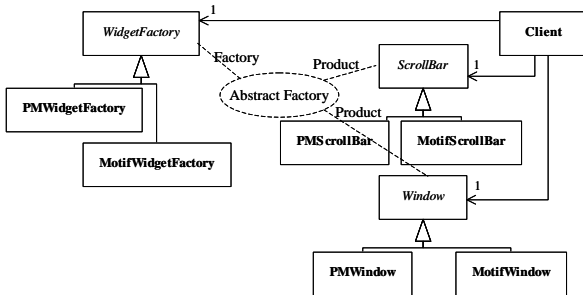 1
WidgetFactory
Client
Factory
Product
ScrollBar
1
Abstract Factory
PMWidgetFactory
Product
PMScrollBar
MotifScrollBar
MotifWidgetFactory
Window
1
PMWindow
MotifWindow